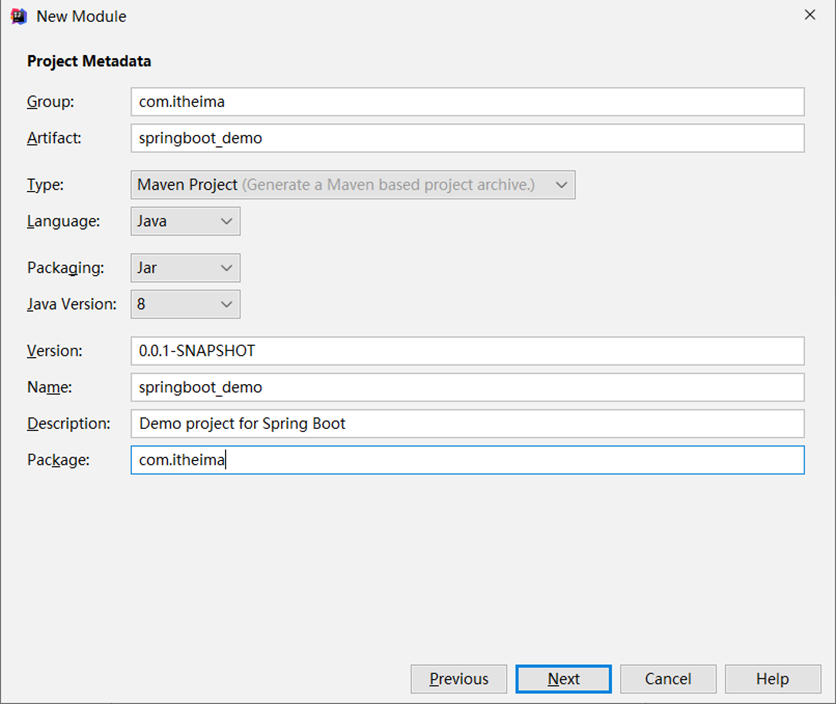 New Module
Project Metadata
Group: com.itheima
Artifact: springboot_demo
Type: Maven Project (Generate a Maven based project archive.)
Language: Java
Packaging: Jar
Java Version: 8
Version: 0.0.1-SNAPSHOT
Name: springboot_demo
Description: Demo project for Spring Boot
Package: com.itheima
Previous Next Cancel Help